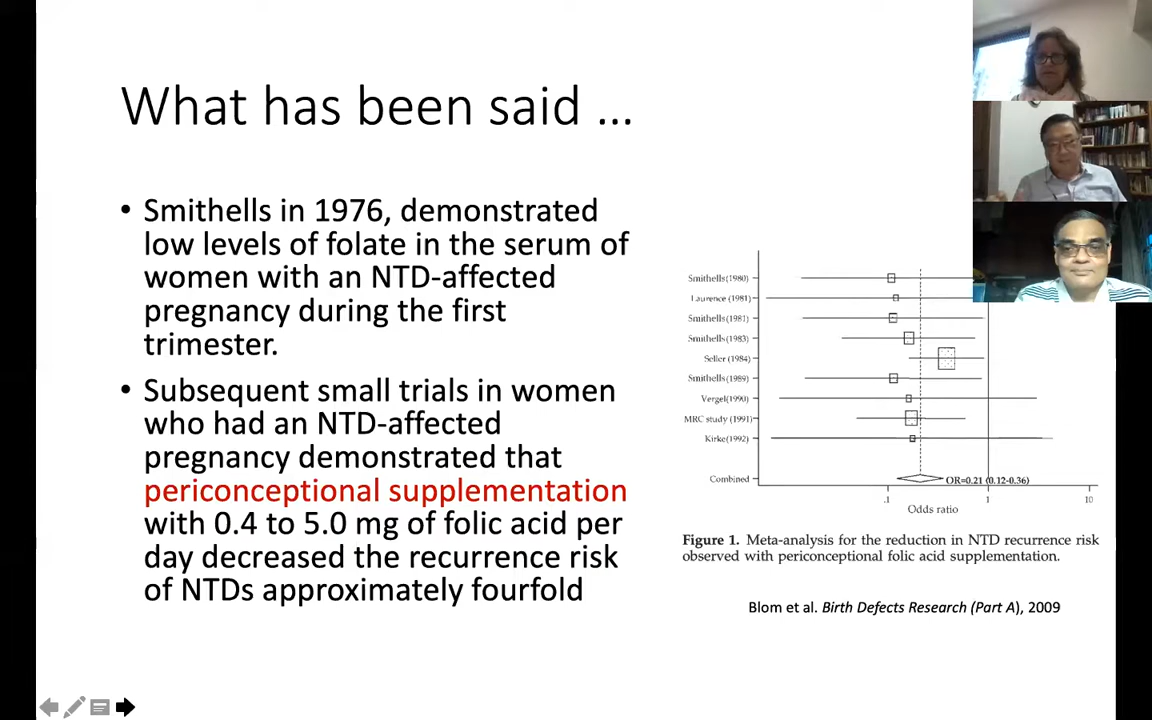 What has been said ...
• Smithells in 1976, demonstrated
low levels of folate in the serum of
women with an NTD-affected
pregnancy during the first
trimester.
• Subsequent small trials in women
who had an NTD-affected
pregnancy demonstrated that
periconceptional supplementation
with 0.4 to 5.0 mg of folic acid per
day decreased the recurrence risk
of NTDs approximately fourfold
Smithells(1980)
Laurence (1981)
Smithells(1981)
Smithells(1983)
Seller (1984)
Smithells(1989)
Vergel(1990)
MRC study (1991)
Kirke(1992)
Combined
OR=0.21 (0.12-0.36)
.1 1 10
Odds ratio
Figure 1. Meta-analysis for the reduction in NTD recurrence risk
observed with periconceptional folic acid supplementation.
Blom et al. Birth Defects Research (Part A), 2009